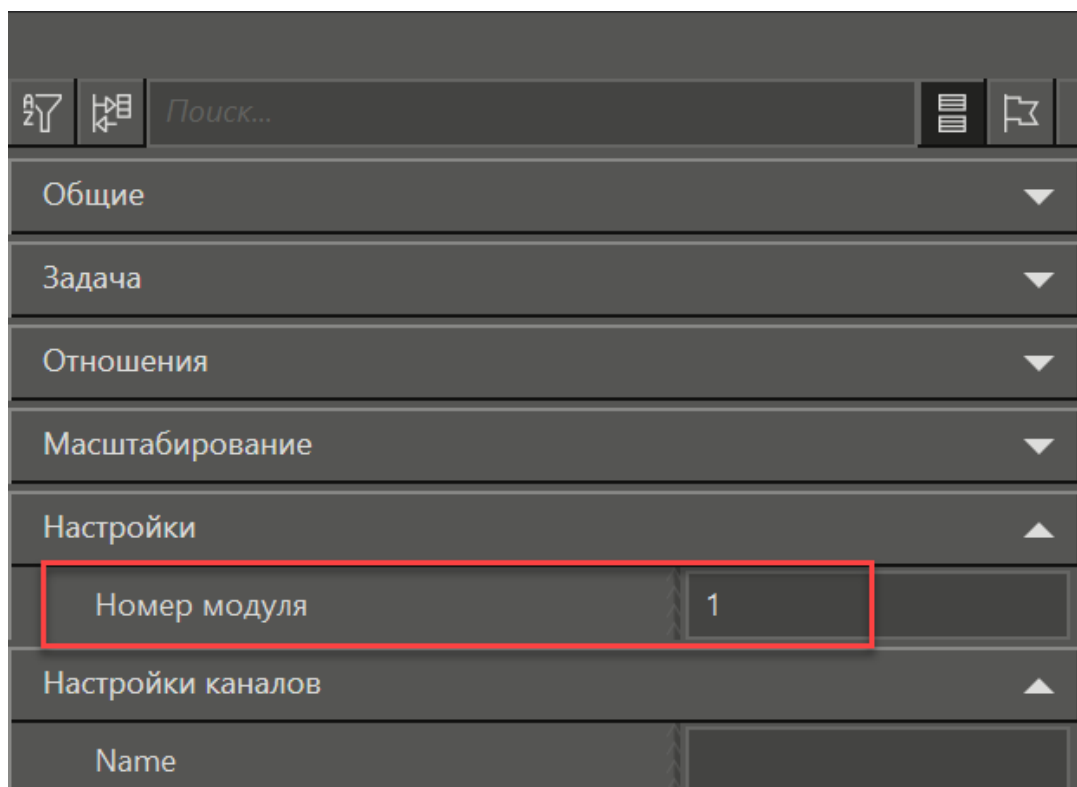 Поиск...
Общие
Задача
Отношения
Масштабирование
Настройки
Номер модуля 1
Настройки каналов
Name